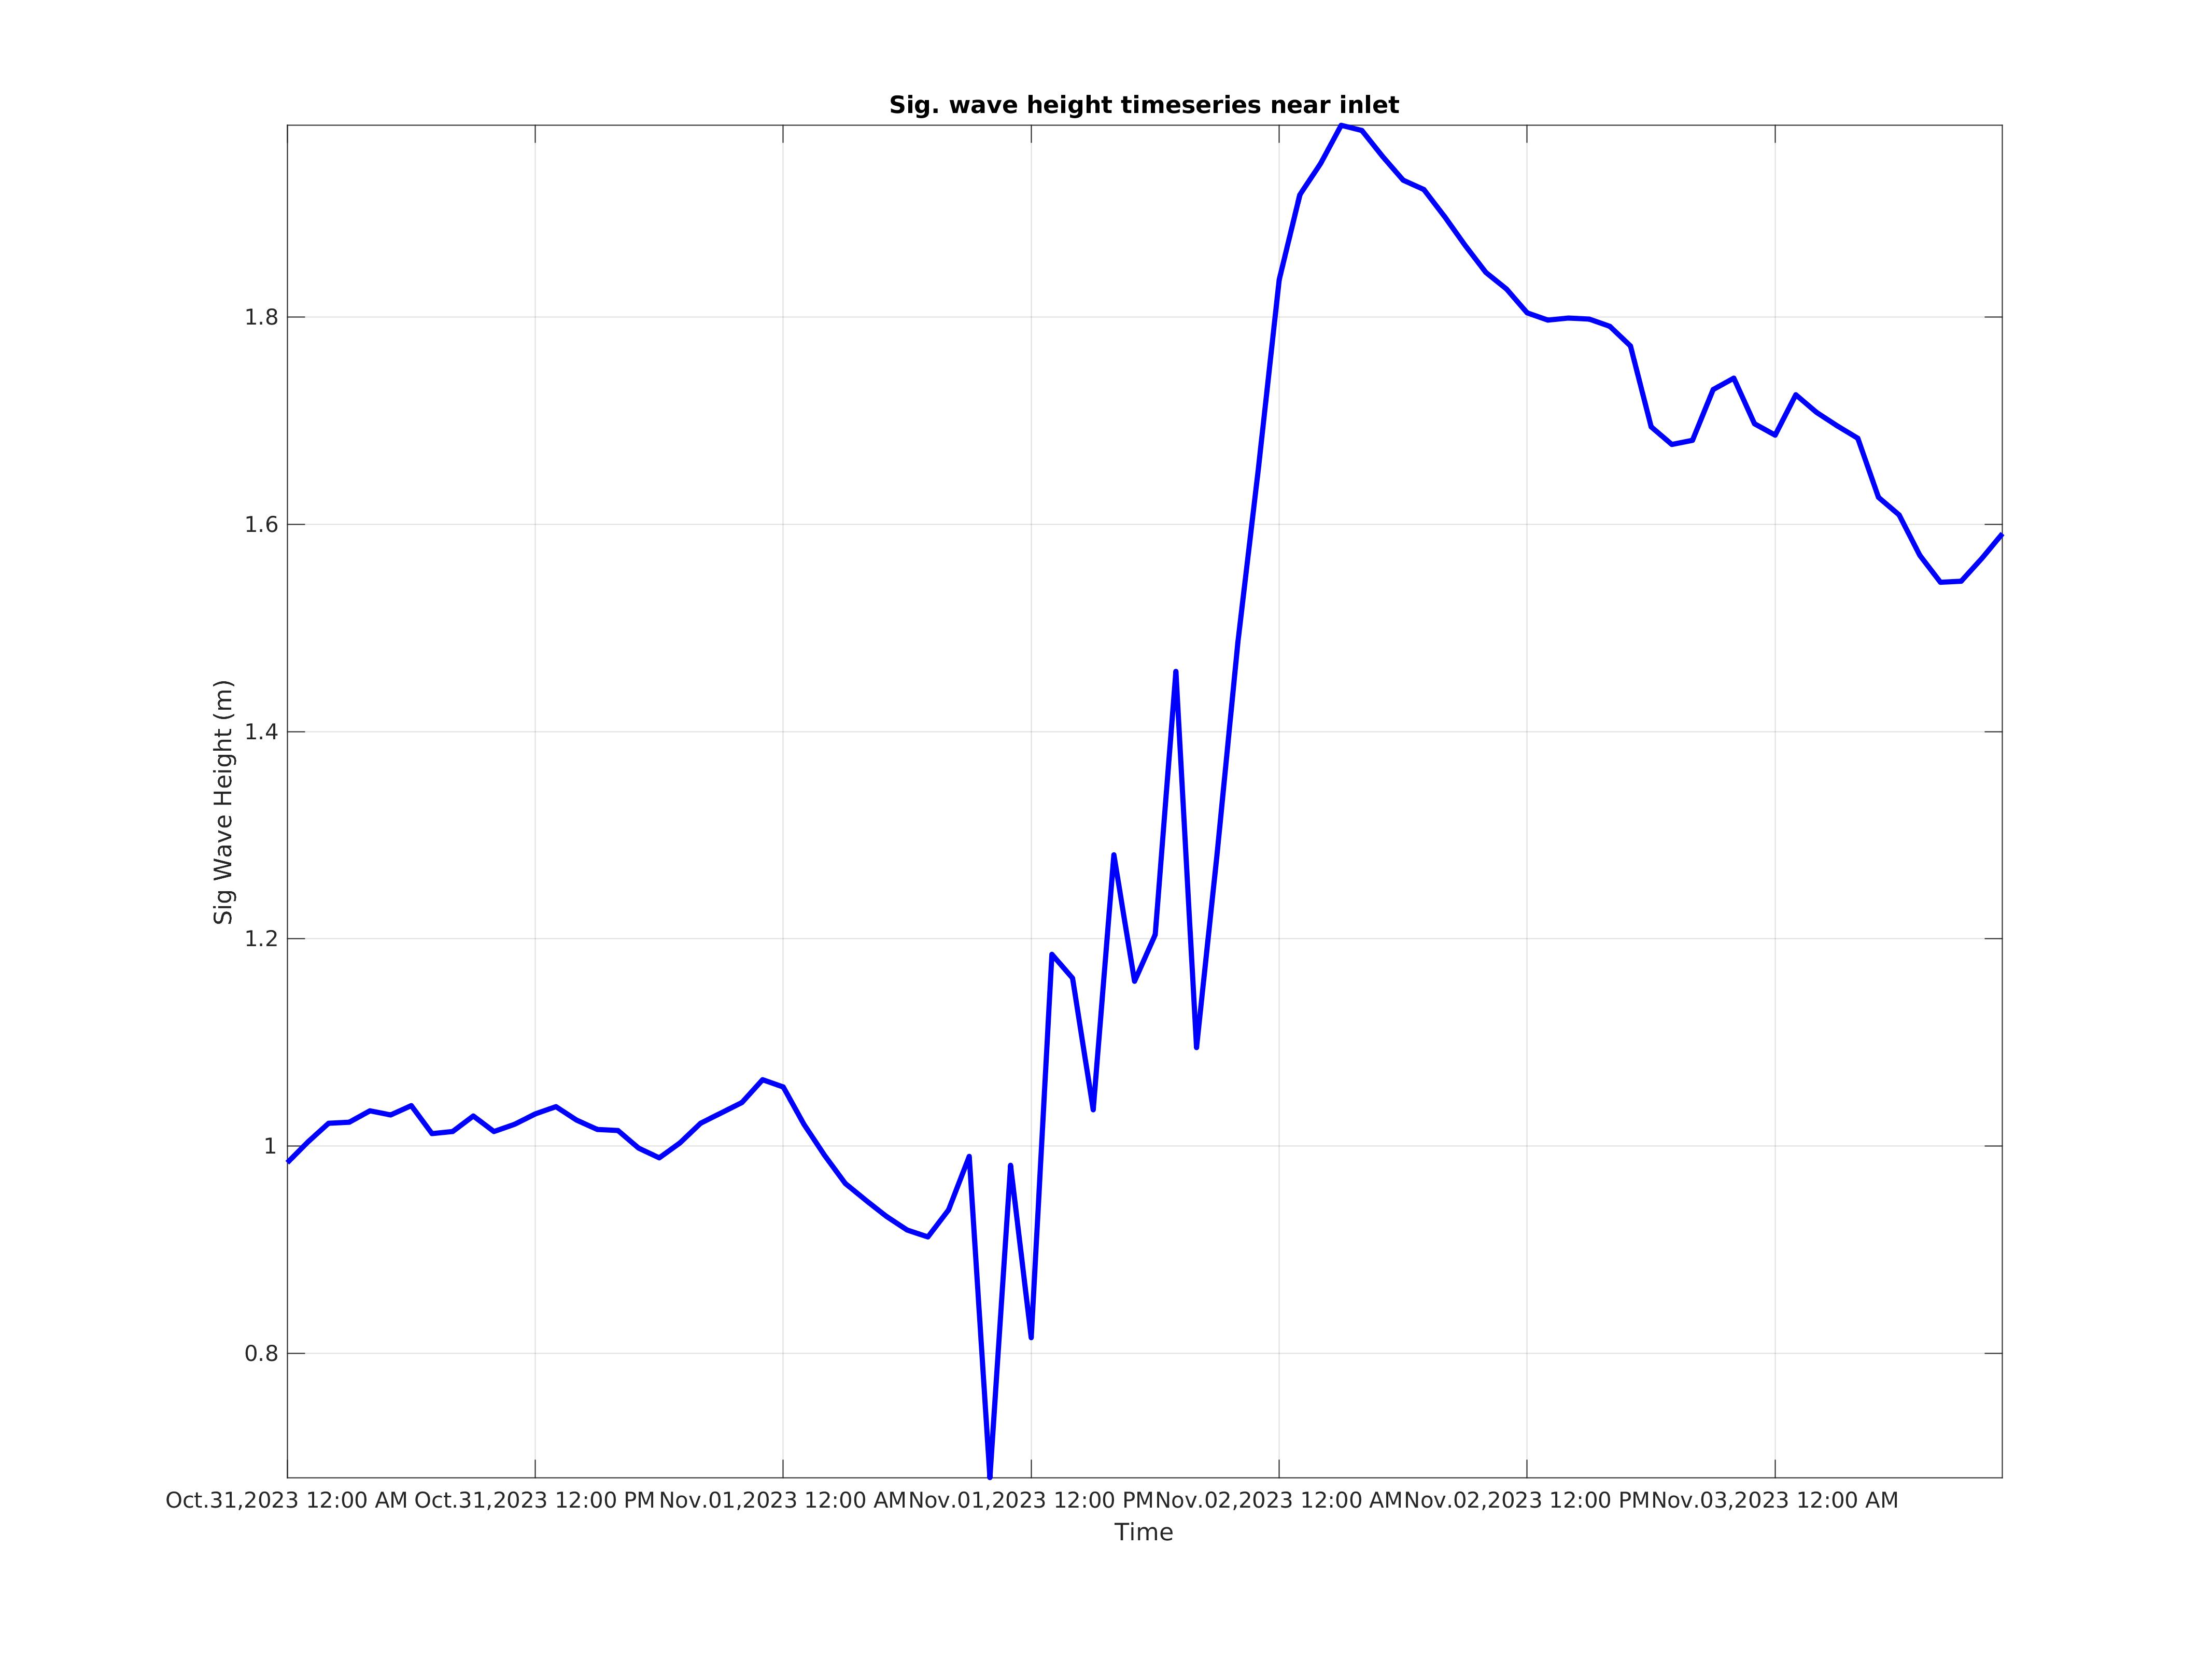 Sig. wave height timeseries near inlet
1.8
1.6
1.4
1.2
1
0.8
Sig Wave Height (m)
Oct.31,2023 12:00 AM Oct.31,2023 12:00 PM Nov.01,2023 12:00 AM Nov.01,2023 12:00 PM Nov.02,2023 12:00 AM Nov.02,2023 12:00 PM Nov.03,2023 12:00 AM
Time